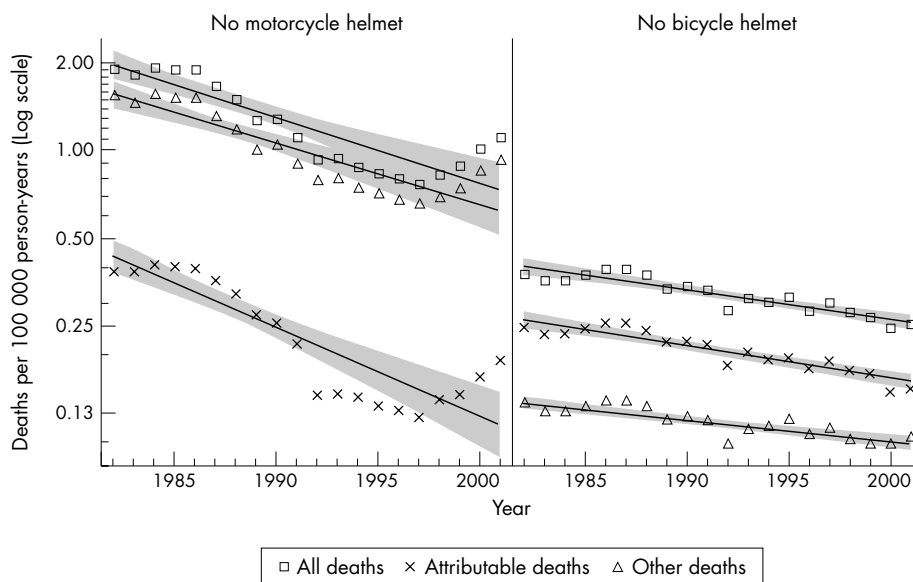 No motorcycle helmet
No bicycle helmet
Deaths per 100 000 person-years (Log scale)
2.00
1.00
0.50
0.25
0.13
1985 1990 1995 2000
1985 1990 1995 2000
Year
All deaths Attributable deaths Other deaths